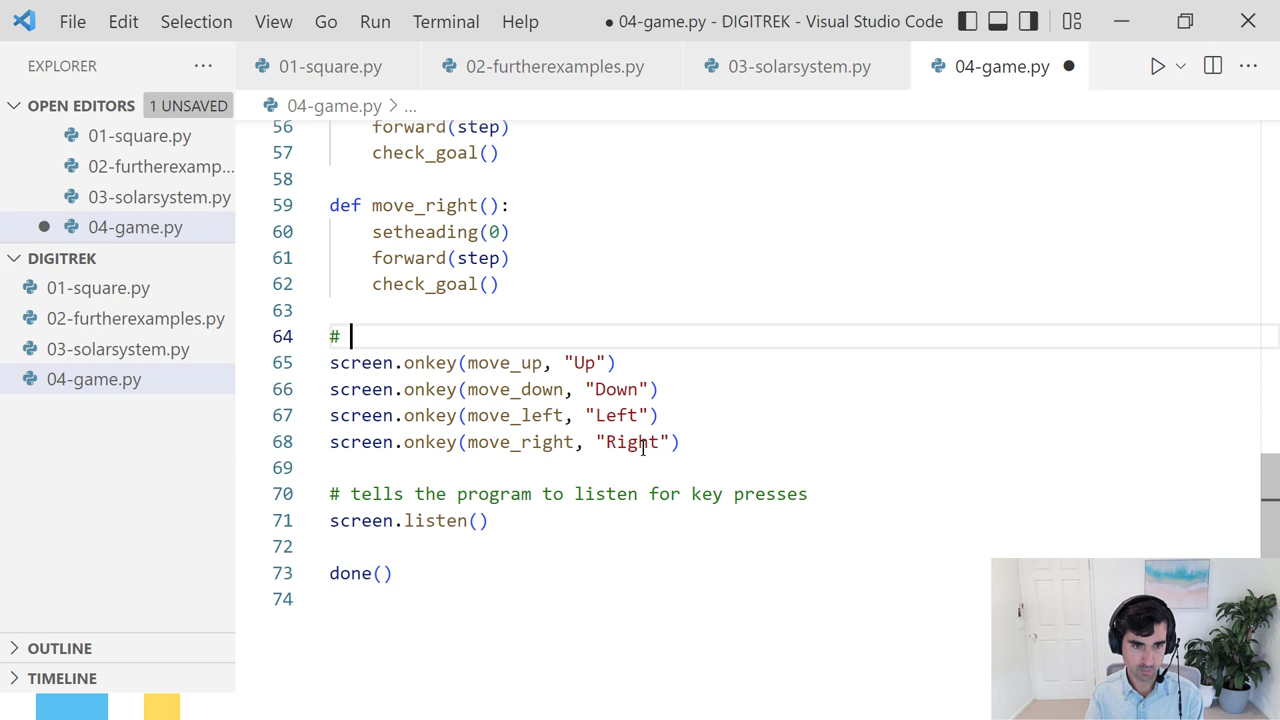 File Edit Selection View Go Run Terminal Help ● 04-game.py - DIGITREK - Visual Studio Code
EXPLORER ··· 01-square.py 02-furtherexamples.py 03-solarsystem.py 04-game.py ●
OPEN EDITORS 1 UNSAVED
01-square.py
02-furtherexamp...
03-solarsystem.py
● 04-game.py
DIGITREK
01-square.py
02-furtherexamples.py
03-solarsystem.py
04-game.py
OUTLINE
TIMELINE
04-game.py > ...
56 forward(step)
57 check_goal()
58
59 def move_right():
60 setheading(0)
61 forward(step)
62 check_goal()
63
64 #
65 screen.onkey(move_up, "Up")
66 screen.onkey(move_down, "Down")
67 screen.onkey(move_left, "Left")
68 screen.onkey(move_right, "Right")
69
70 # tells the program to listen for key presses
71 screen.listen()
72
73 done()
74